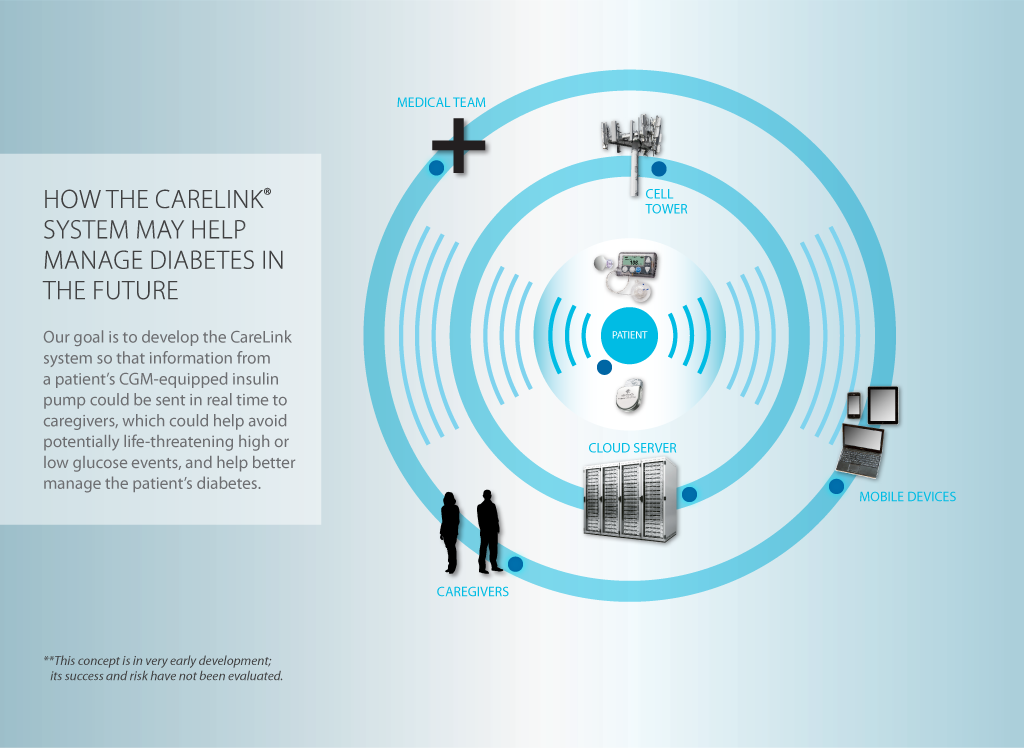 MEDICAL TEAM
CELL
TOWER
HOW THE CARELINK®
SYSTEM MAY HELP
MANAGE DIABETES IN
THE FUTURE
Our goal is to develop the CareLink
system so that information from
a patient’s CGM-equipped insulin
pump could be sent in real time to
caregivers, which could help avoid
potentially life-threatening high or
low glucose events, and help better
manage the patient’s diabetes.
PATIENT
CLOUD SERVER
MOBILE DEVICES
CAREGIVERS
**This concept is in very early development;
its success and risk have not been evaluated.